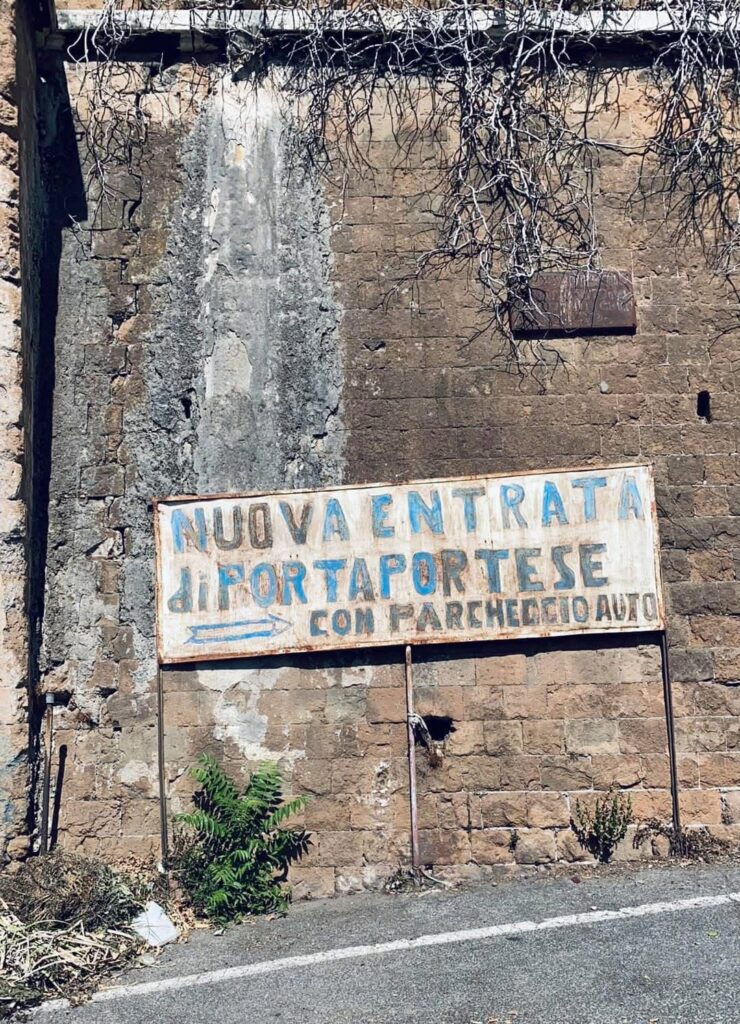 NUOVA ENTRATA
di PORTAPORTESE
CON PARCHEGGIO AUTO